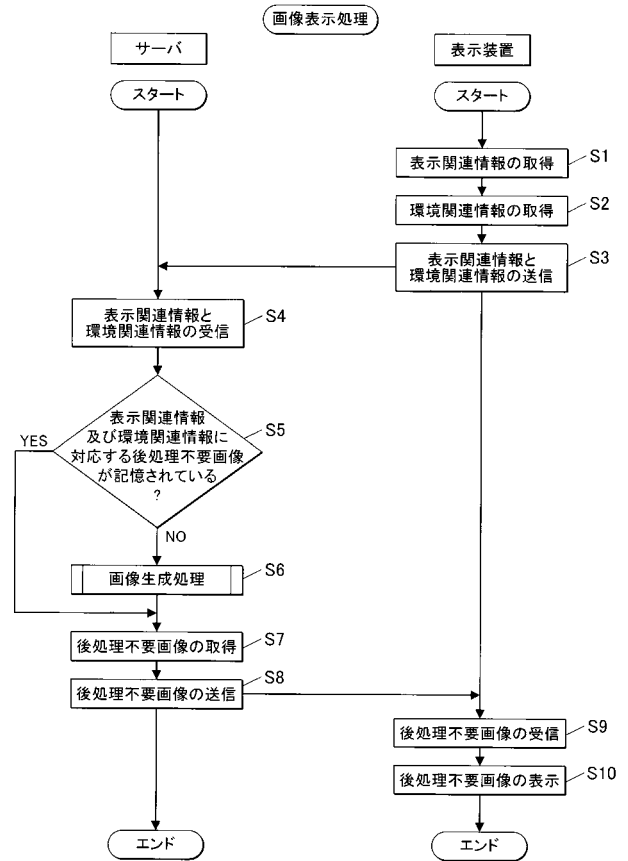 画像表示処理
サーバ
表示装置
スタート
スタート
表示関連情報の取得
S1
環境関連情報の取得
S2
表示関連情報と
環境関連情報の送信
S3
表示関連情報と
環境関連情報の受信
S4
表示関連情報
及び環境関連情報に
対応する後処理不要画像
が記憶されている
?
S5
YES
NO
画像生成処理
S6
後処理不要画像の取得
S7
後処理不要画像の送信
S8
後処理不要画像の受信
S9
後処理不要画像の表示
S10
エンド
エンド